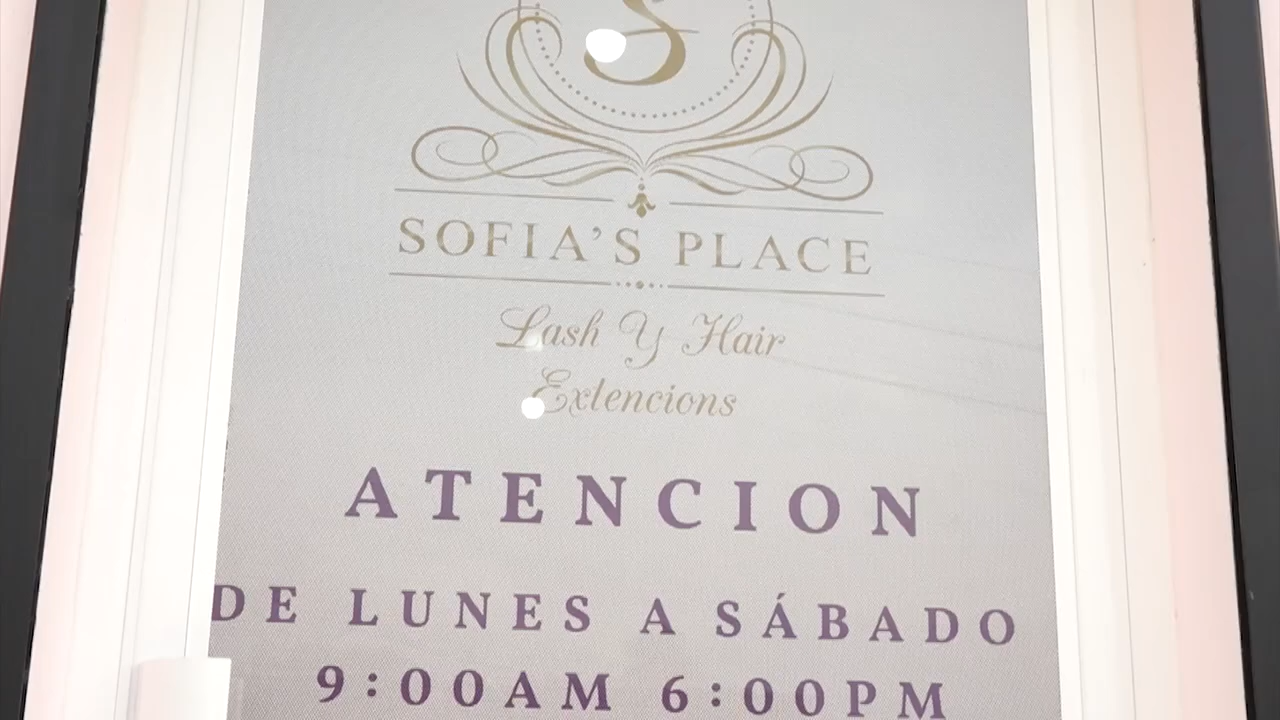 S
SOFIA'S PLACE
Lash Y Hair
Extencions
ATENCION
DE LUNES A SÁBADO
9:00AM 6:00PM